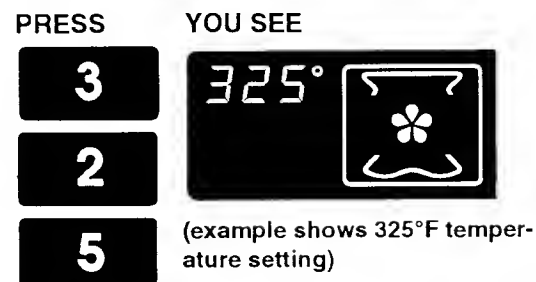 PRESS YOU SEE
3
325°
2
5
(example shows 325°F temper-
ature setting)